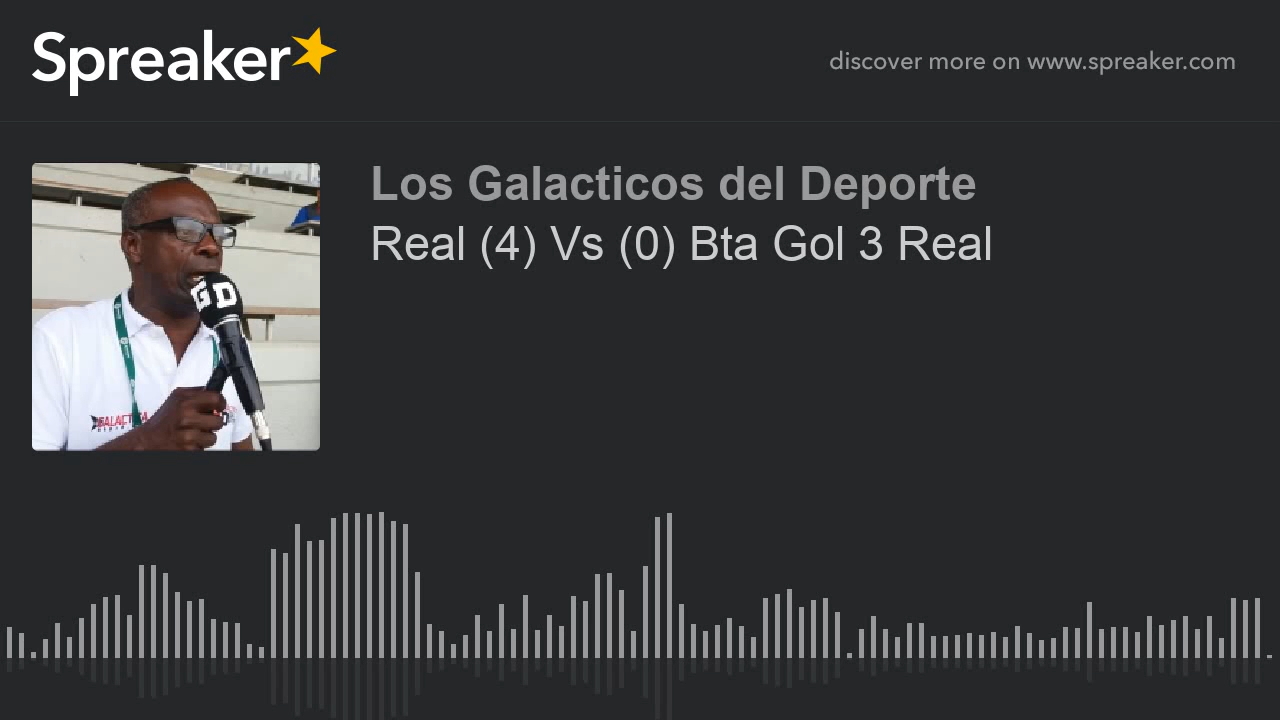 Spreaker
discover more on www.spreaker.com
Los Galacticos del Deporte
Real (4) Vs (0) Bta Gol 3 Real
GD